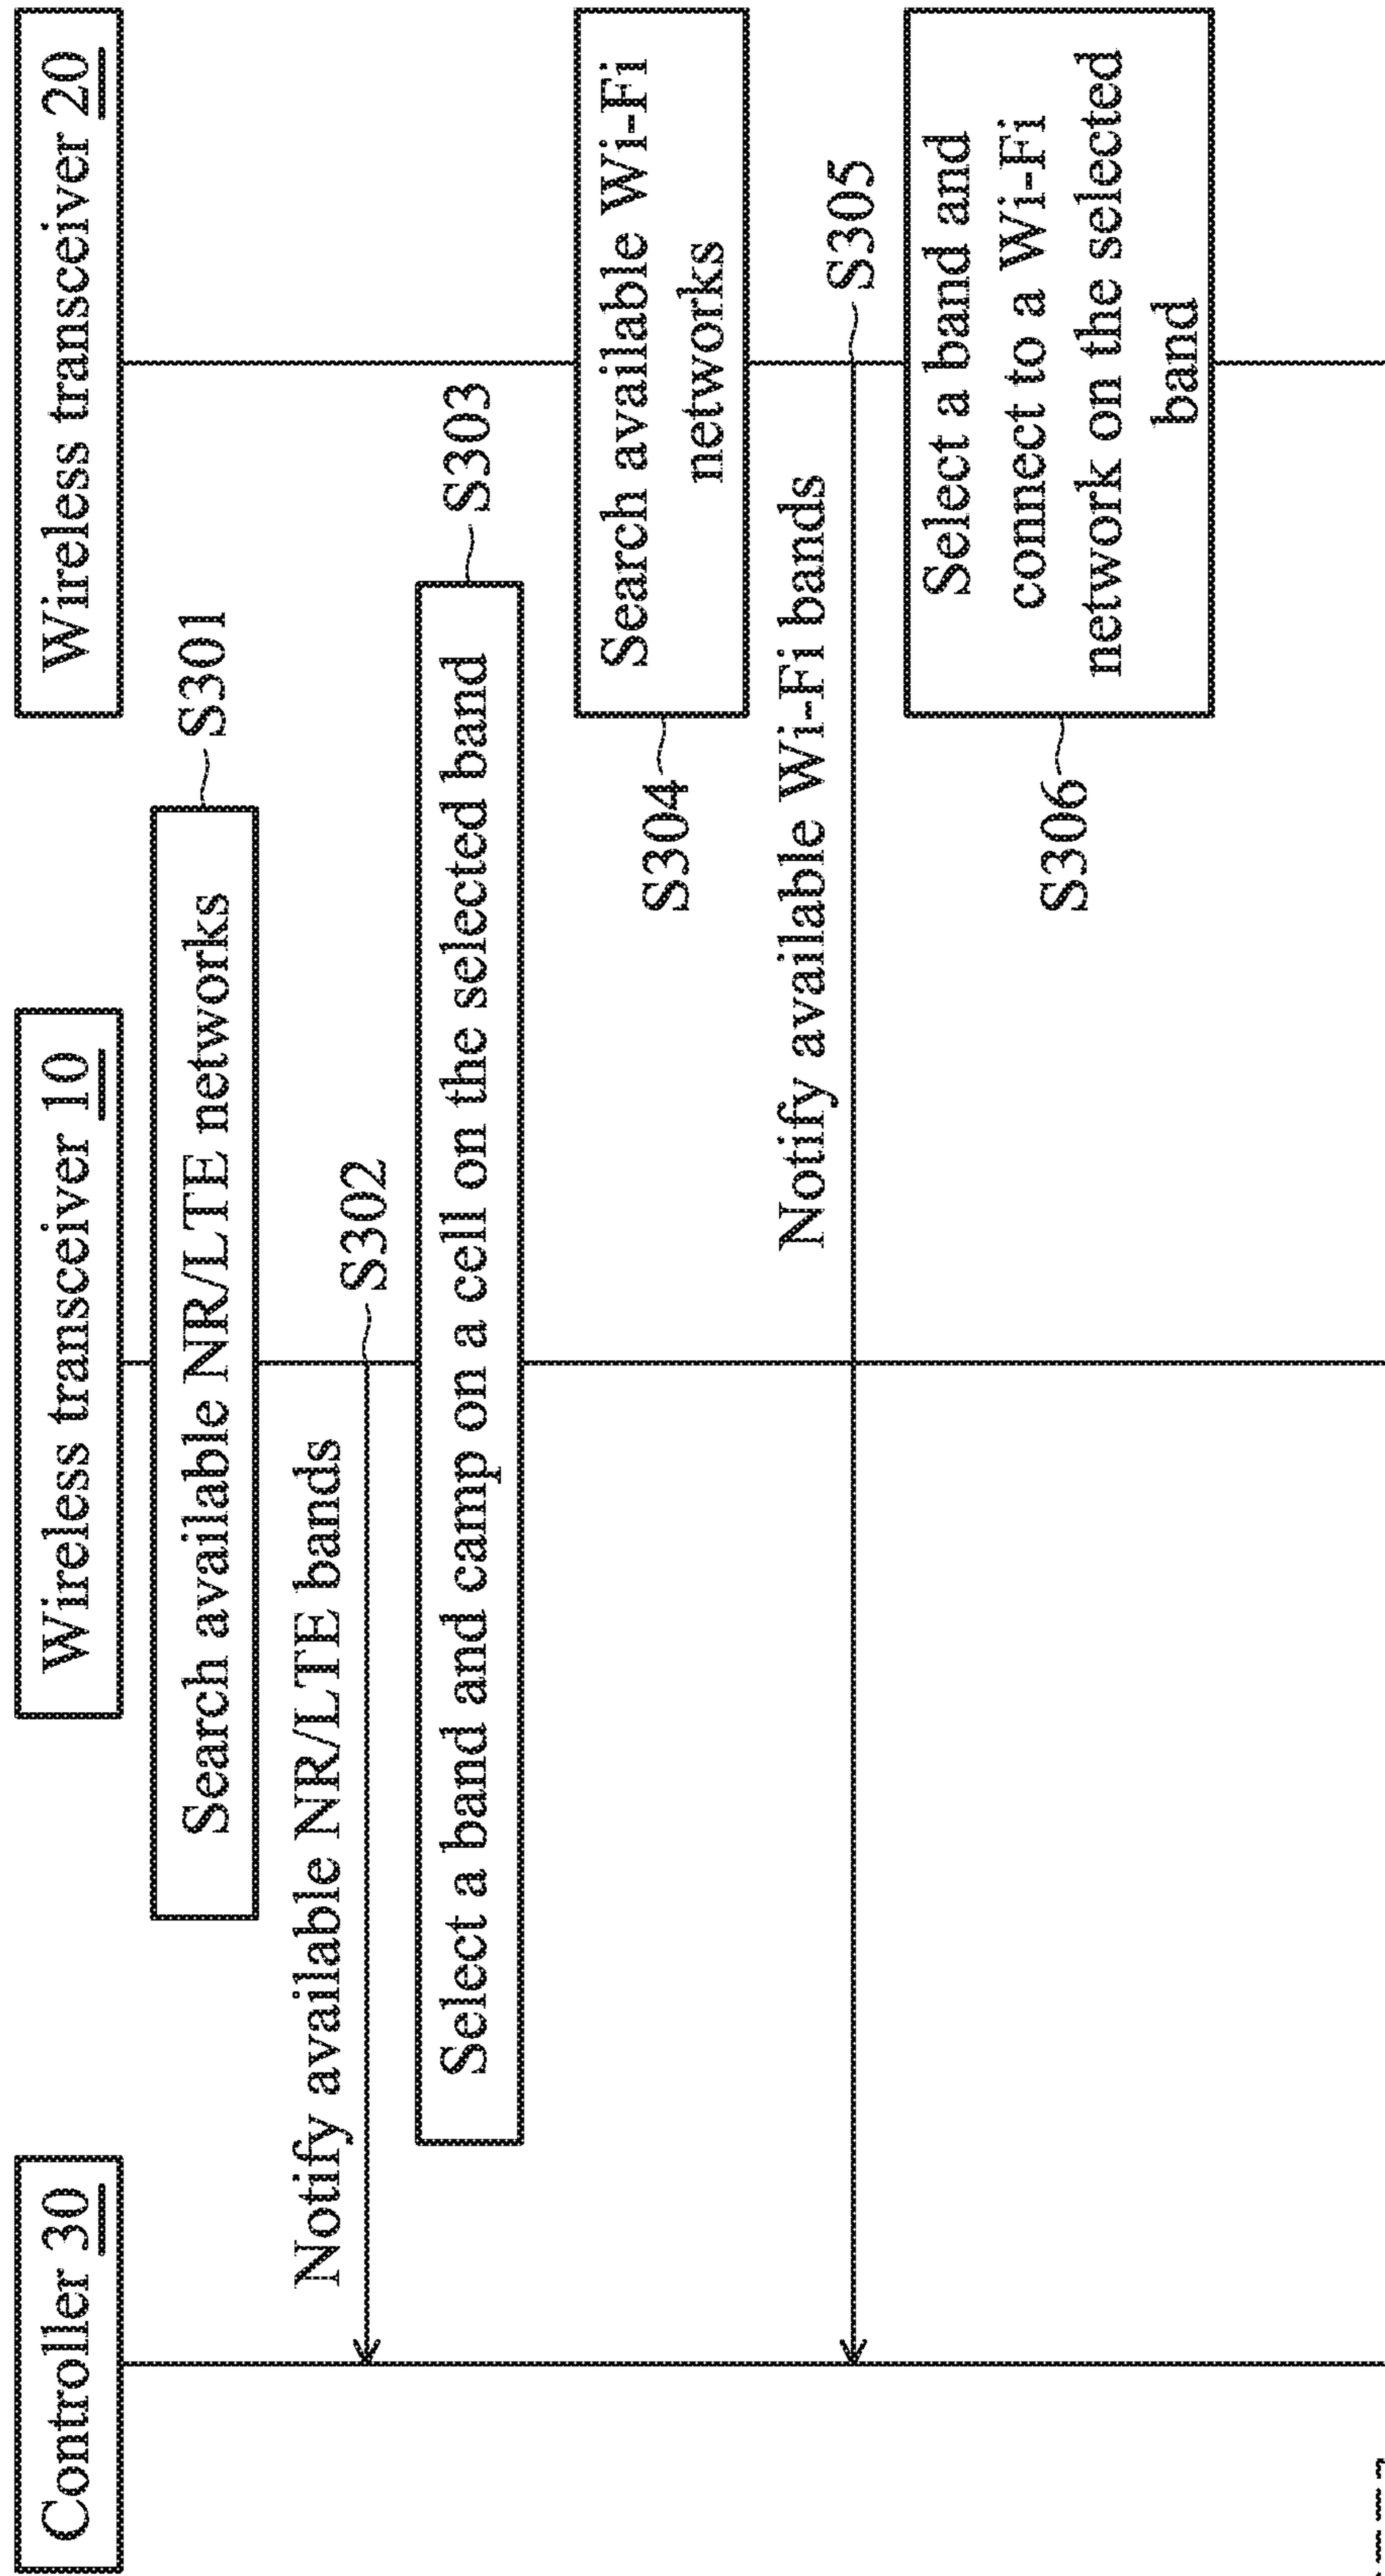 Controller 30
Wireless transceiver 10
Wireless transceiver 20
Search available NR/LTE networks
S301
Notify available NR/LTE bands
S302
Select a band and camp on a cell on the selected band
S303
Search available Wi-Fi
networks
S304
Notify available Wi-Fi bands
S305
Select a band and
connect to a Wi-Fi
network on the selected
band
S306